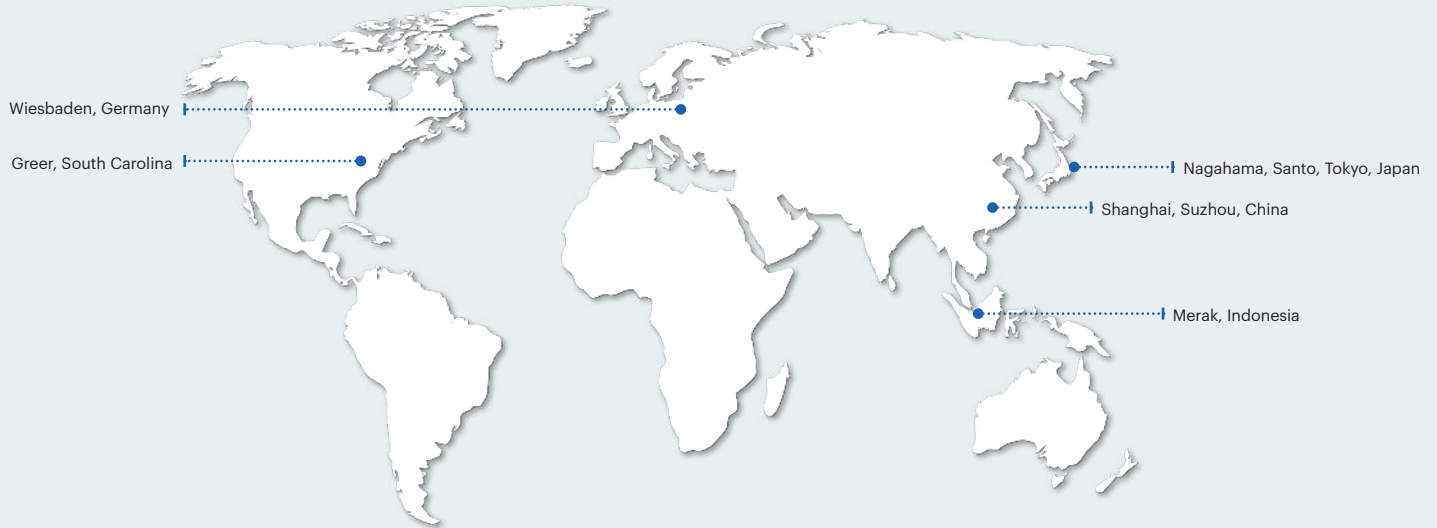 Wiesbaden, Germany
Greer, South Carolina
Nagahama, Santo, Tokyo, Japan
Shanghai, Suzhou, China
Merak, Indonesia